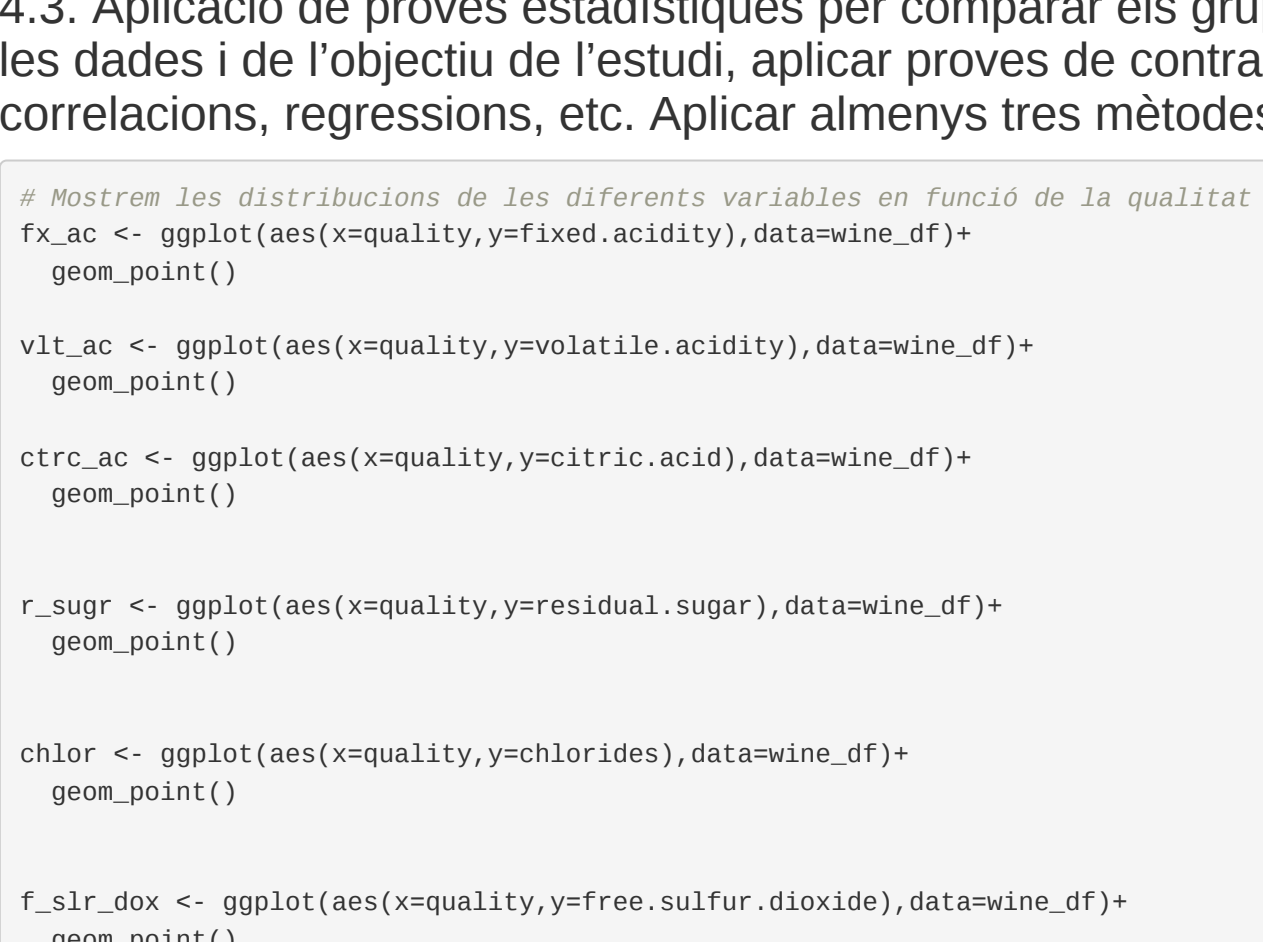 4.3. Aplicació de proves estadístiques per comparar els
les dades i de l’objectiu de l’estudi, aplicar proves de
correlacions, regressions, etc. Aplicar almenys tres mètodes
# Mostrem les distribucions de les diferents variables en funció de la qualitat
fx_ac <- ggplot(aes(x=quality,y=fixed.acidity),data=wine_df)+
  geom_point()
vlt_ac <- ggplot(aes(x=quality,y=volatile.acidity),data=wine_df)+
  geom_point()
ctrc_ac <- ggplot(aes(x=quality,y=citric.acid),data=wine_df)+
  geom_point()
r_sugr <- ggplot(aes(x=quality,y=residual.sugar),data=wine_df)+
  geom_point()
chlor <- ggplot(aes(x=quality,y=chlorides),data=wine_df)+
  geom_point()
f_slr_dox <- ggplot(aes(x=quality,y=free.sulfur.dioxide),data=wine_df)+
  geom_point()